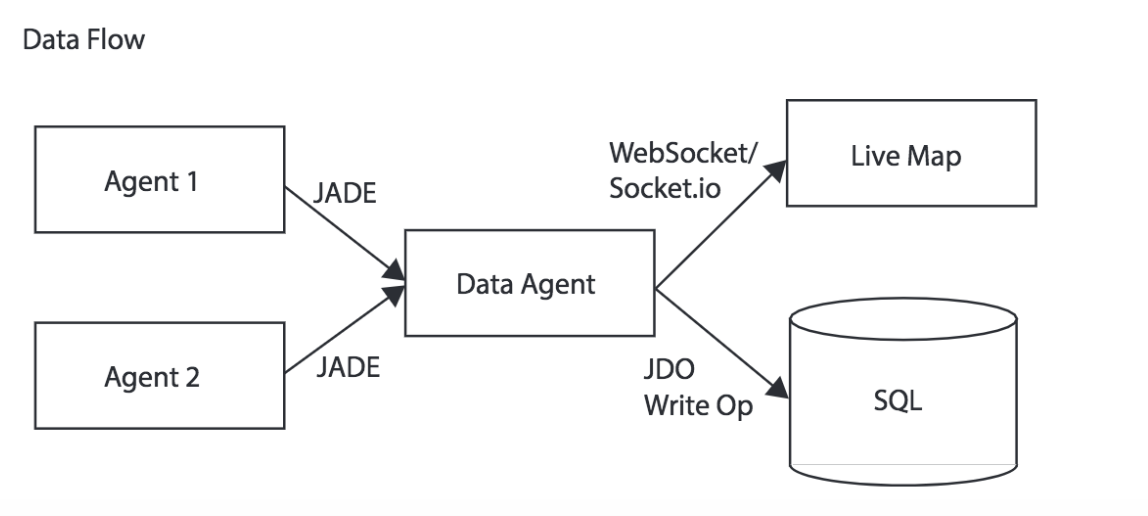 Data Flow
Agent 1
JADE
Agent 2
JADE
Data Agent
WebSocket/
Socket.io
Live Map
JDO
Write Op
SQL